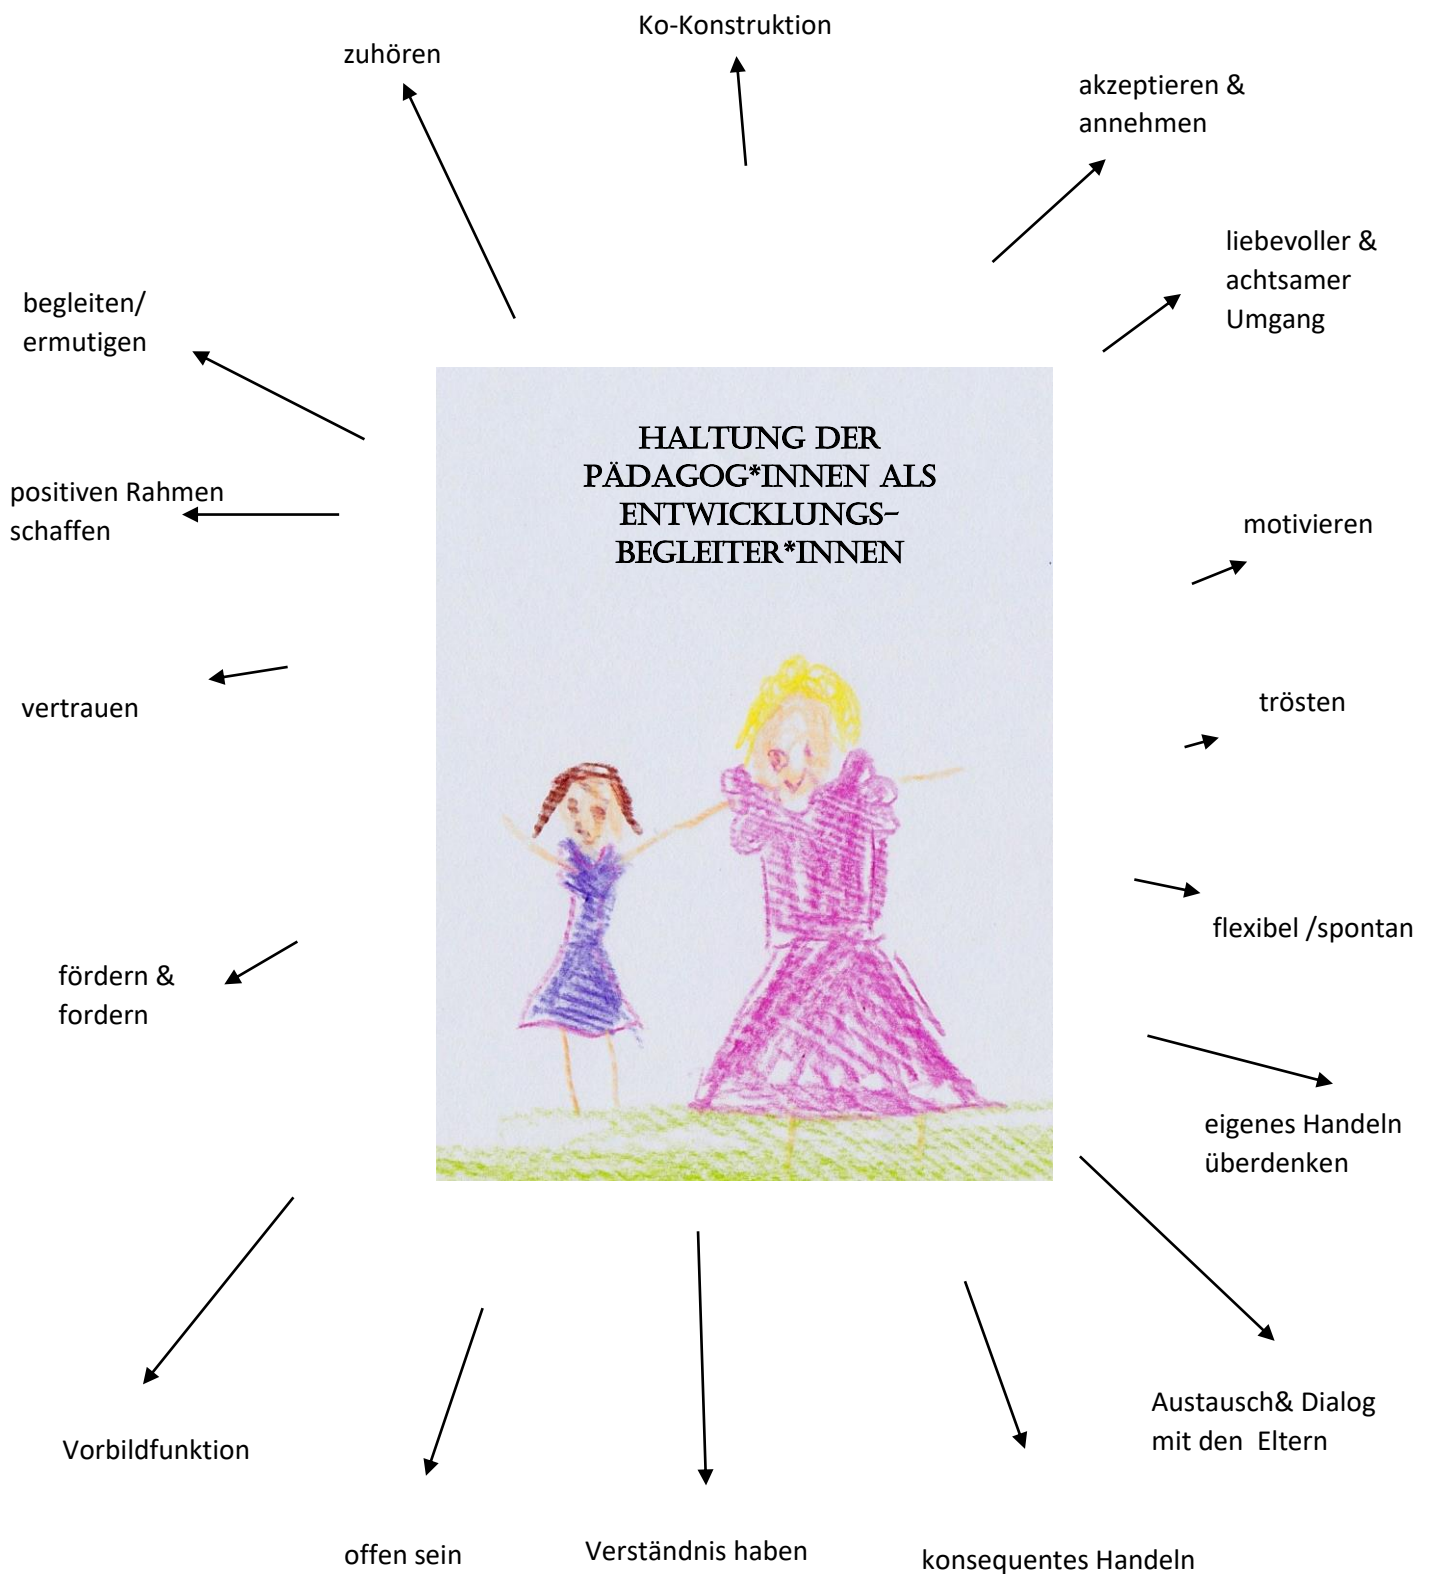 Ko-Konstruktion
zuhören
akzeptieren &
annehmen
liebevoller &
achtsamer
Umgang
begleiten/
ermutigen
HALTUNG DER
PÄDAGOG*INNEN ALS
ENTWICKLUNGS-
BEGLEITER*INNEN
positiven Rahmen
schaffen
motivieren
vertrauen
trösten
flexibel /spontan
fördern &
fordern
eigenes Handeln
überdenken
Austausch& Dialog
mit den  Eltern
Vorbildfunktion
offen sein
Verständnis haben
konsequentes Handeln